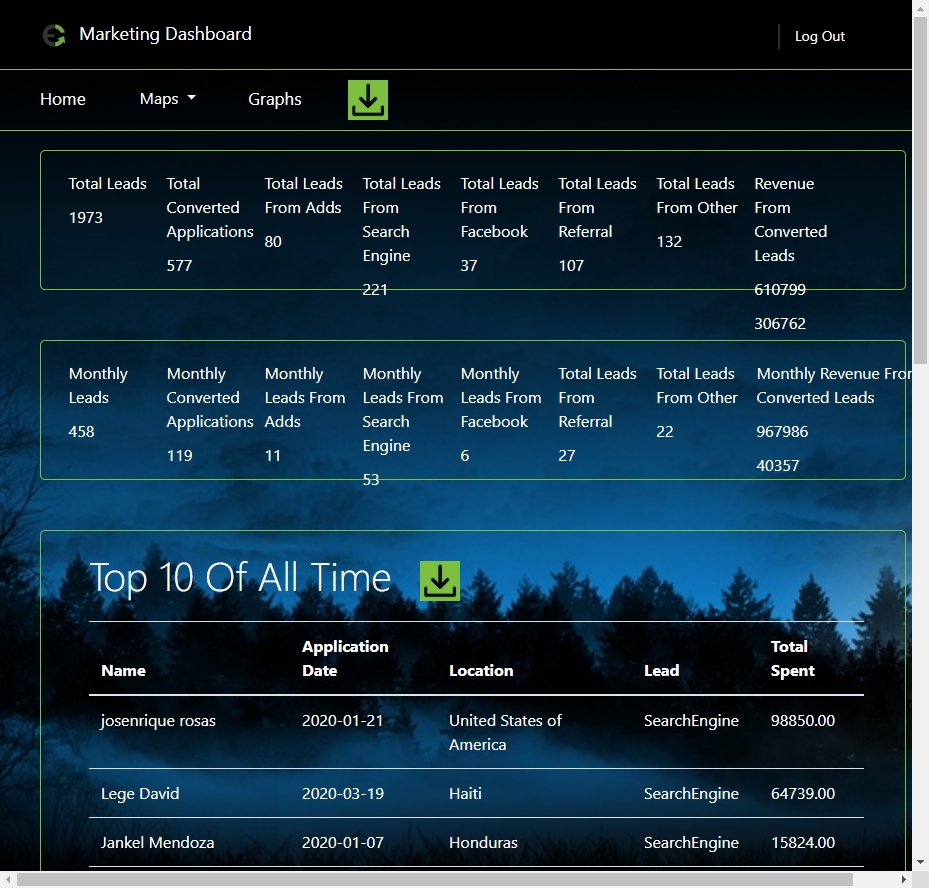 Marketing Dashboard
Log Out
Home
Maps
Graphs
Total Leads
1973
Total
Converted
Applications
577
Total Leads
From Adds
80
Total Leads
From
Search
Engine
221
Total Leads
From
Facebook
37
Total Leads
From
Referral
107
Total Leads
From Other
132
Revenue
From
Converted
Leads
610799
306762
Monthly
Leads
458
Monthly
Converted
Applications
119
Monthly
Leads From
Adds
11
Monthly
Leads From
Search
Engine
53
Monthly
Leads From
Facebook
6
Total Leads
From
Referral
27
Total Leads
From Other
22
Monthly Revenue From
Converted Leads
967986
40357
Top 10 Of All Time
Name Application Date Location Lead Total Spent
josenrique rosas 2020-01-21 United States of America SearchEngine 98850.00
Lege David 2020-03-19 Haiti SearchEngine 64739.00
Jankel Mendoza 2020-01-07 Honduras SearchEngine 15824.00